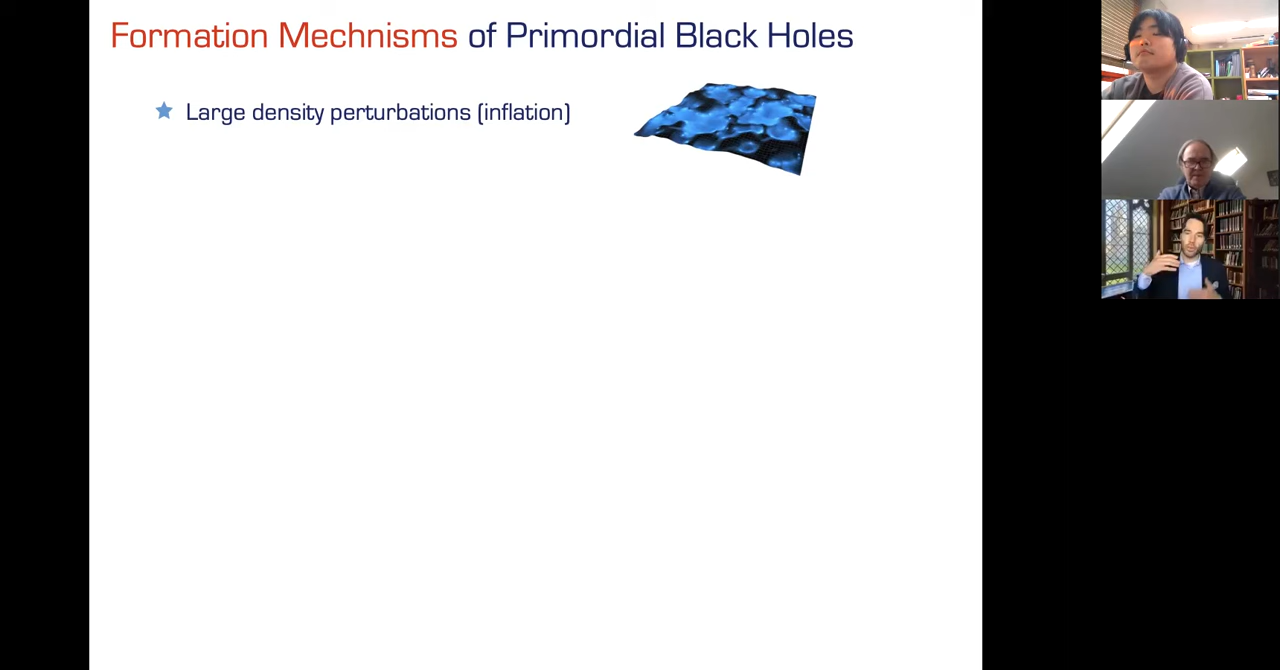 Formation Mechnisms of Primordial Black Holes
Large density perturbations (inflation)